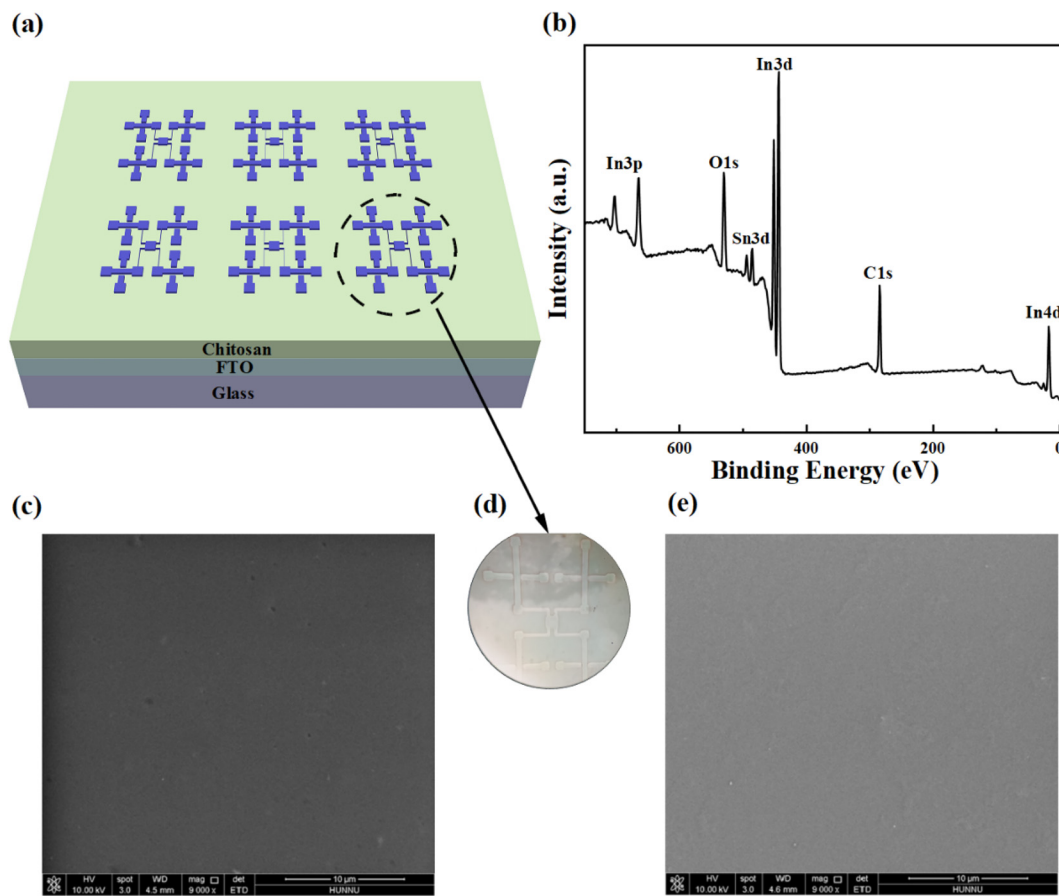 (a)
Chitosan
FTO
Glass
(b)
Intensity (a.u.)
In3p
O1s
Sn3d
In3d
C1s
In4d
600
400
200
0
Binding Energy (eV)
(c)
HV spot WD mag det 10 μm
10.00 kV 3.0 4.5 mm 9 000 x ETD HUNNU
(d)
(e)
HV spot WD mag det 10 μm
10.00 kV 3.0 4.6 mm 9 000 x ETD HUNNU